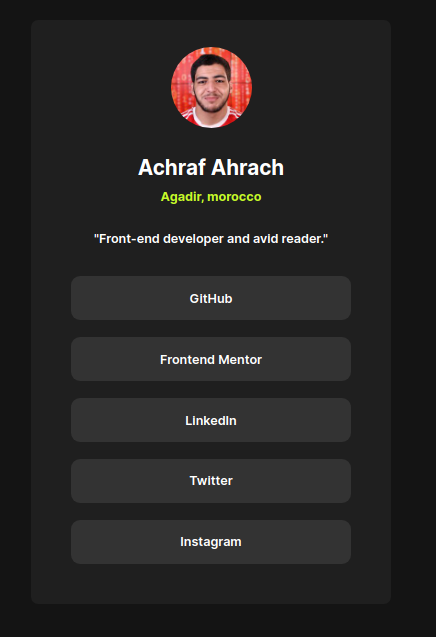 Achraf Ahrach
Agadir, morocco
"Front-end developer and avid reader."
GitHub
Frontend Mentor
LinkedIn
Twitter
Instagram